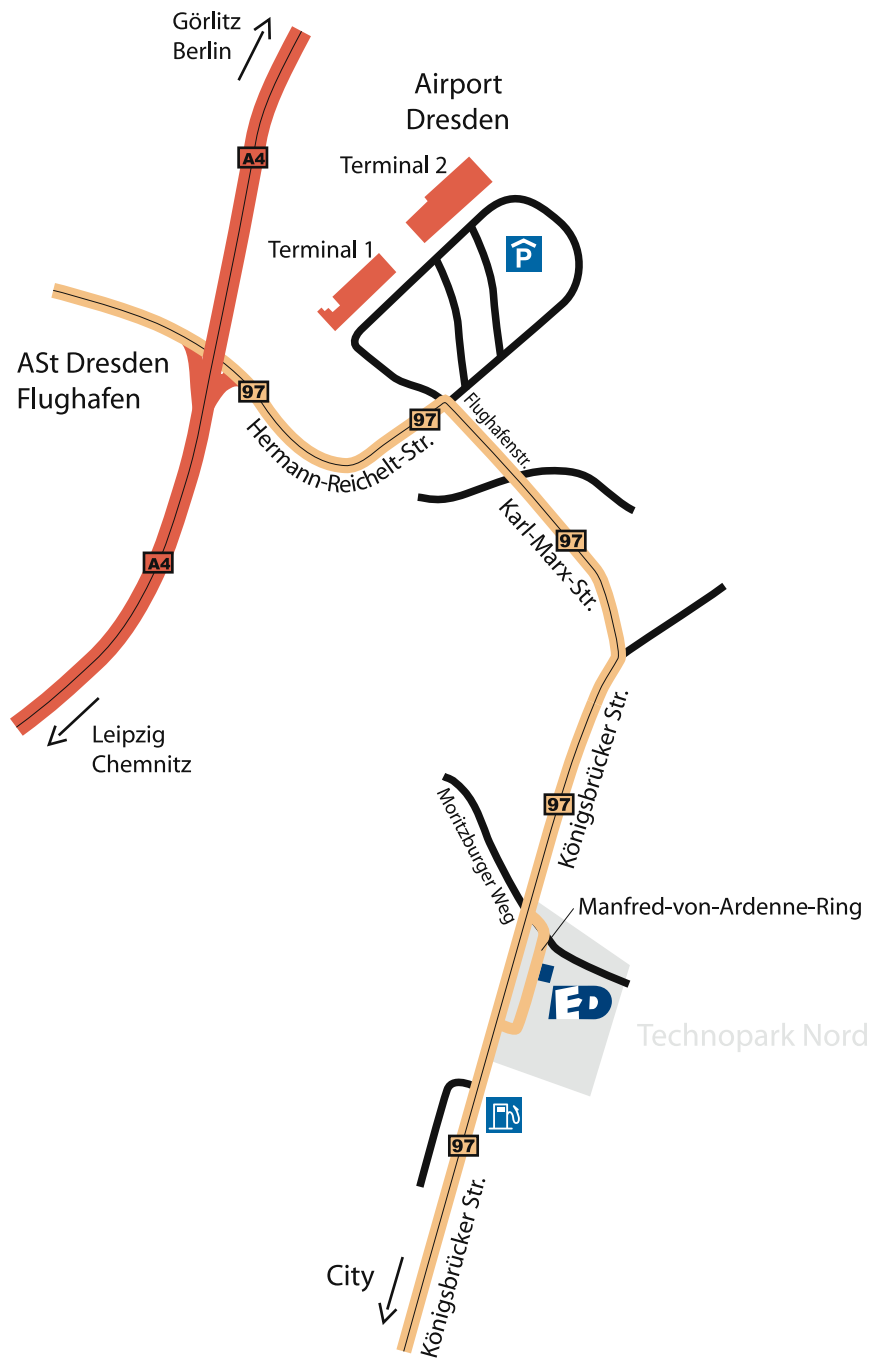 Görlitz
Berlin
Airport
Dresden
A4
Terminal 2
Terminal 1
P
ASt Dresden
Flughafen
97
97
Flughafenstr.
Hermann-Reichelt-Str.
Karl-Marx-Str.
97
A4
Leipzig
Chemnitz
Königsbrücker Str.
97
Moritzburger Weg
Manfred-von-Ardenne-Ring
ED
Technopark Nord
97
Königsbrücker Str.
City